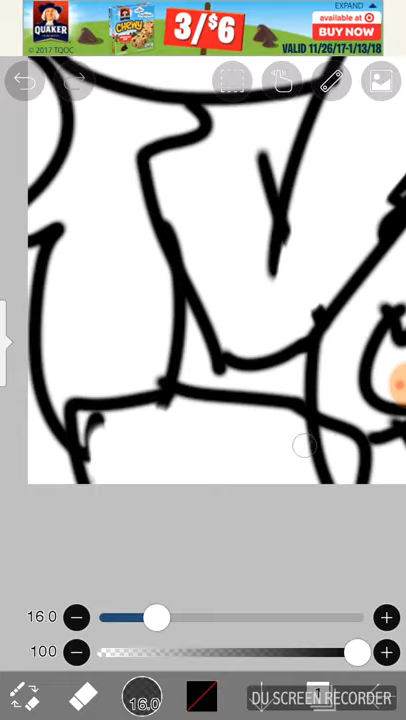 EXPAND
QUAKER
© 2017 TQOC
CHEWY
3/$6
available at
BUY NOW
VALID 11/26/17-1/13/18
16.0
100
16.0
1
DU SCREEN RECORDER